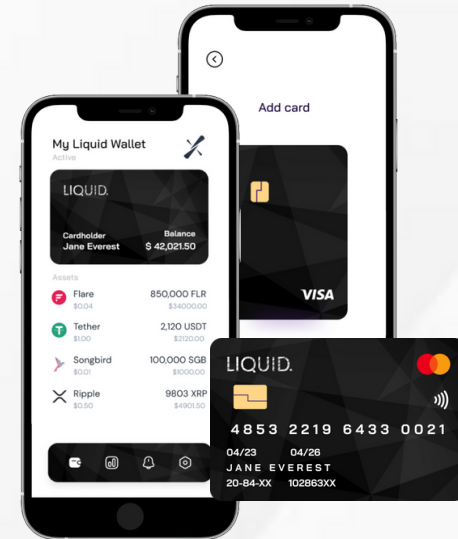 Add card
VISA
My Liquid Wallet
Active
LIQUID.
Cardholder Balance
Jane Everest $ 42,021.50
Assets
Flare 850,000 FLR
$0.04 $34000.00
Tether 2,120 USDT
$1.00 $2120.00
Songbird 100,000 SGB
$0.01 $1000.00
Ripple 9803 XRP
$0.50 $4901.50
LIQUID.
4853 2219 6433 0021
04/23 04/26
JANE EVEREST
20-84-XX 102863XX